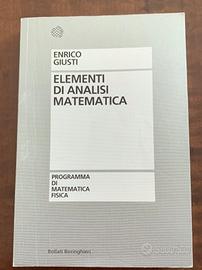 ENRICO
GIUSTI
ELEMENTI
DI ANALISI
MATEMATICA
PROGRAMMA
DI
MATEMATICA
FISICA
Bollati Boringhieri